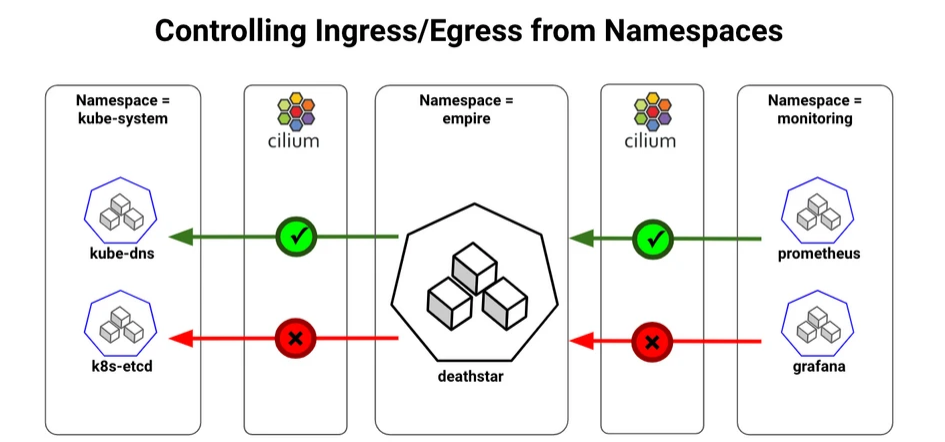 Controlling Ingress/Egress from Namespaces
Namespace =
kube-system
cilium
Namespace =
empire
cilium
Namespace =
monitoring
kube-dns
k8s-etcd
deathstar
prometheus
grafana